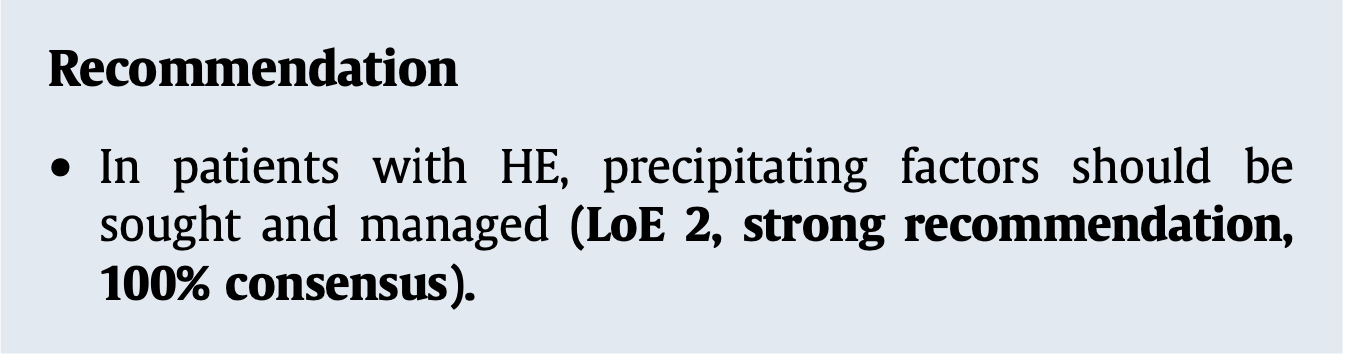 Recommendation
• In patients with HE, precipitating factors should be
sought and managed (LoE 2, strong recommendation,
100% consensus).